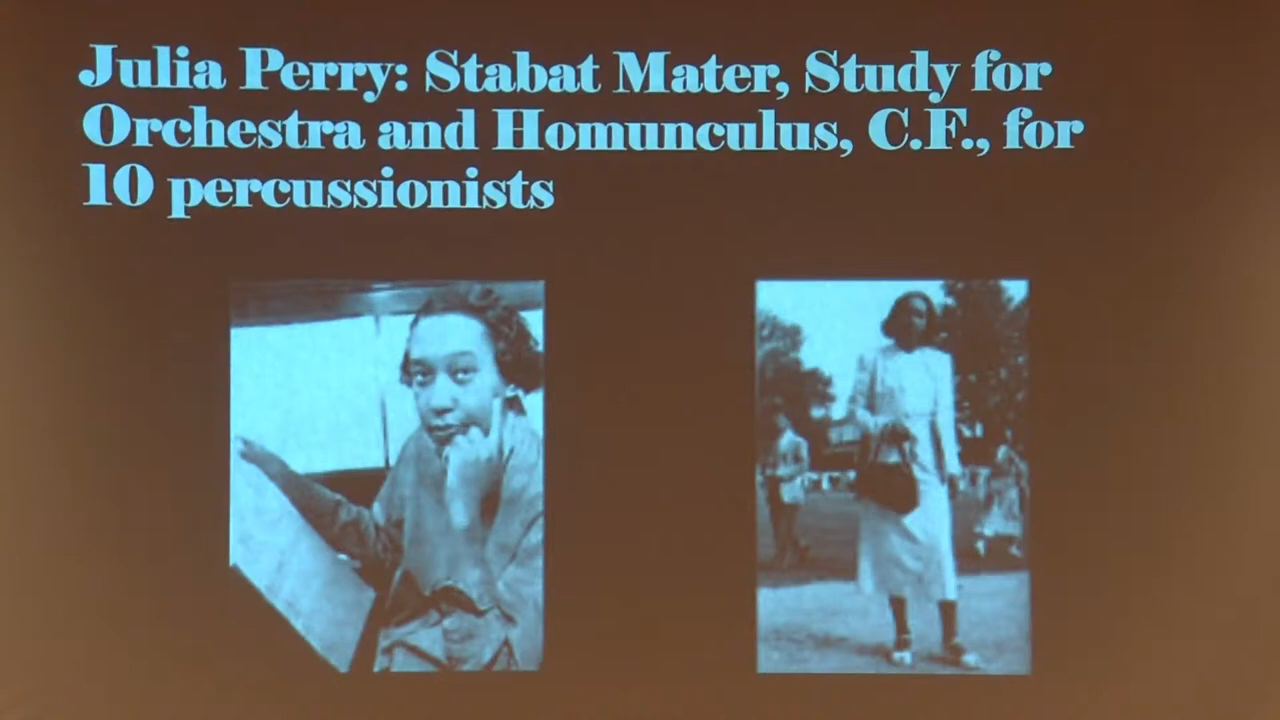 Julia Perry: Stabat Mater, Study for
Orchestra and Homunculus, C.F., for
10 percussionists